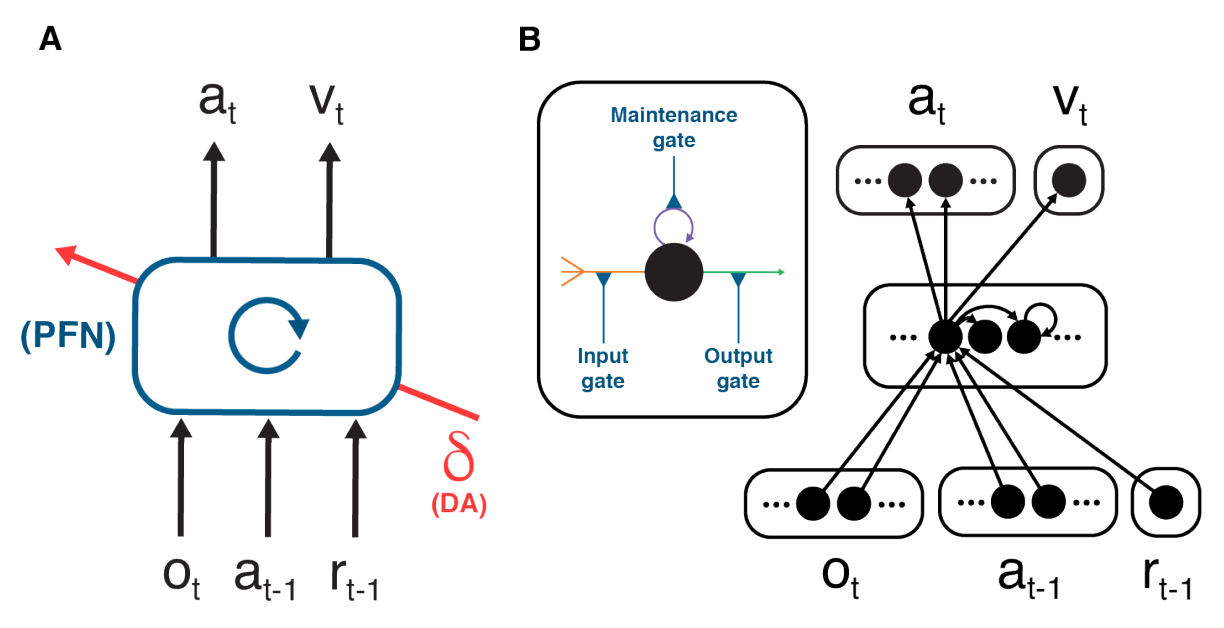 A
a_t v_t
(PFN)
δ
(DA)
o_t a_{t-1} r_{t-1}
B
Maintenance
gate
Input
gate
Output
gate
a_t v_t
... ...
... ...
... ... ... ...
o_t a_{t-1} r_{t-1}